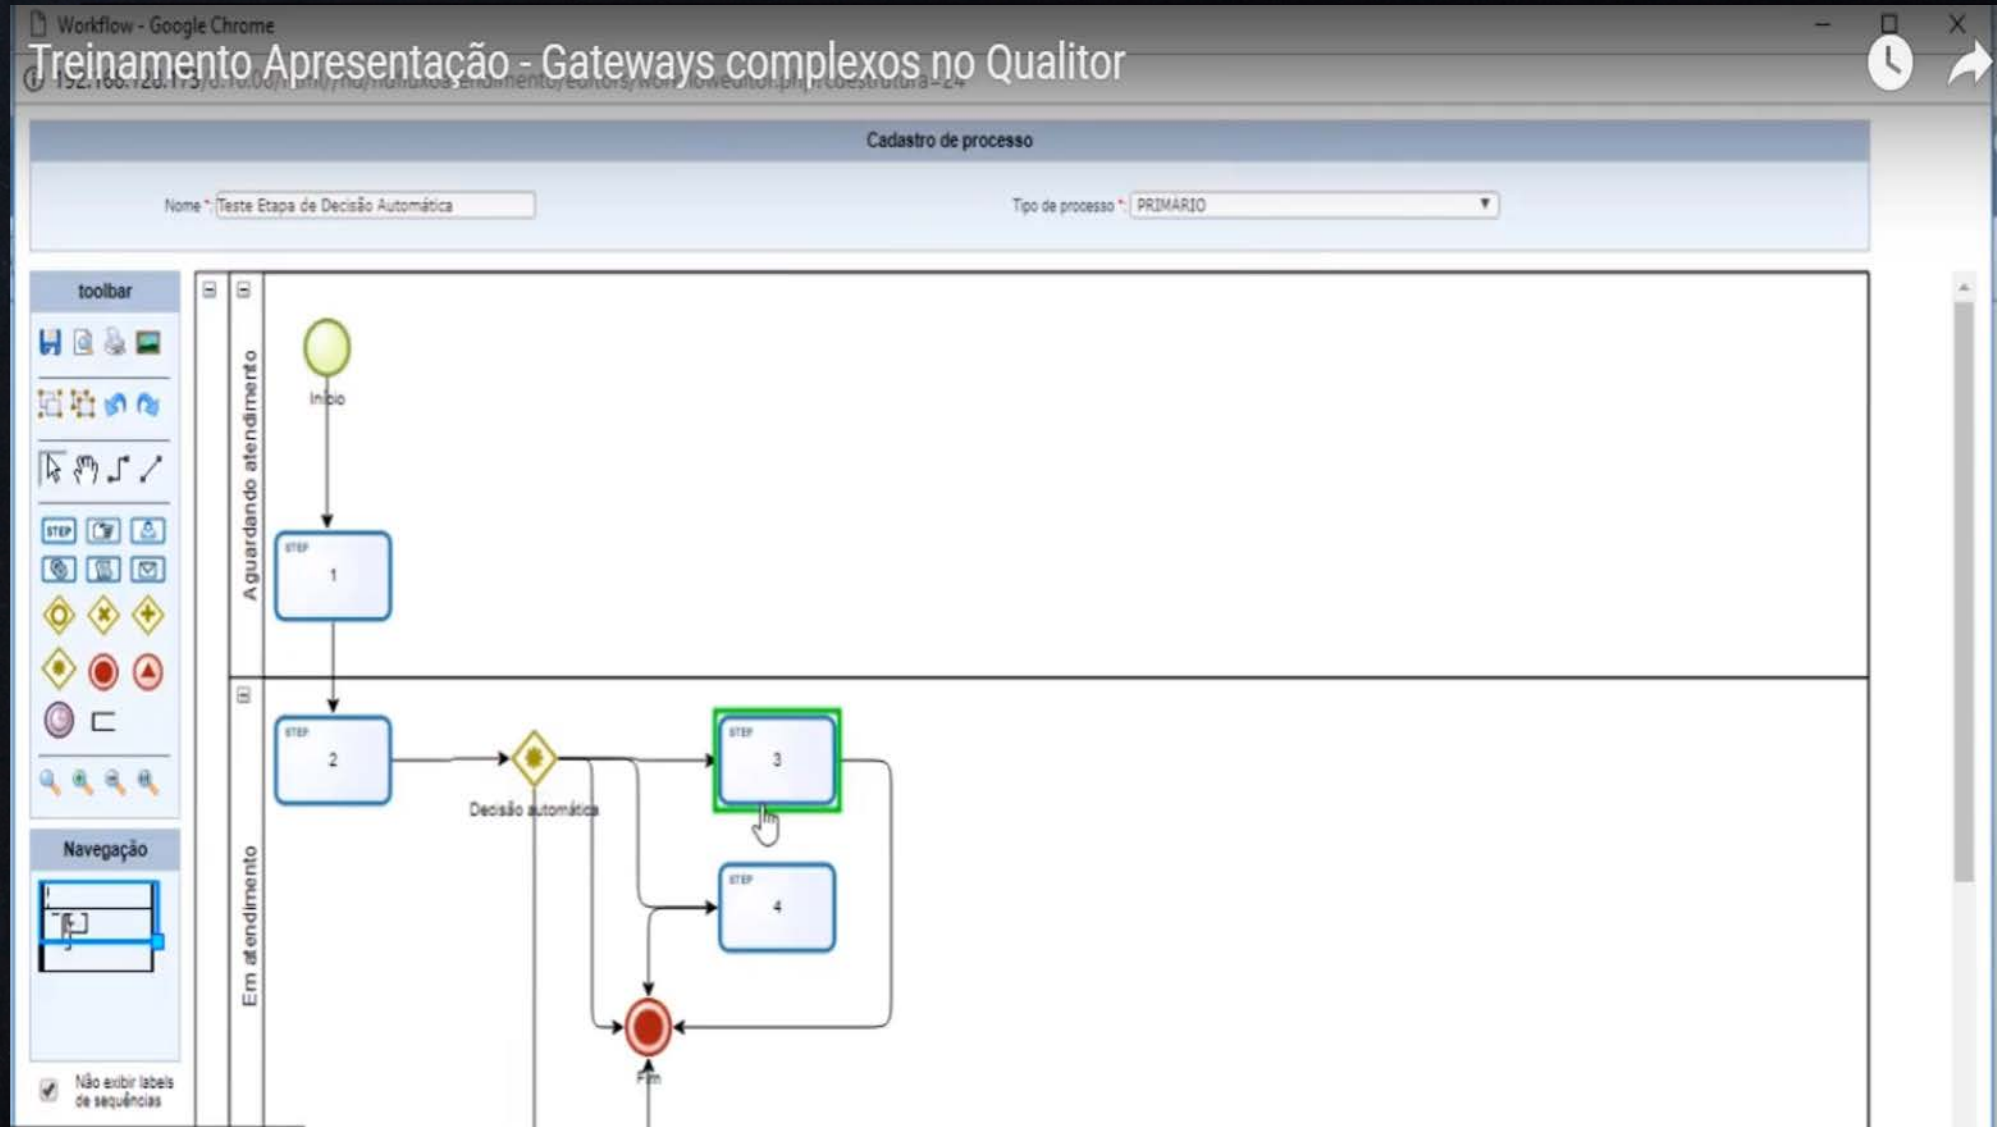 Workflow - Google Chrome
Treinamento Apresentação - Gateways complexos no Qualitor
Cadastro de processo
Nome *: Teste Etapa de Decisão Automática
Tipo de processo *: PRIMÁRIO
toolbar
STEP
Navegação
Não exibir labels
de sequências
Aguardando atendimento
Início
STEP
1
Em atendimento
STEP
2
Decisão automática
STEP
3
STEP
4
Fim